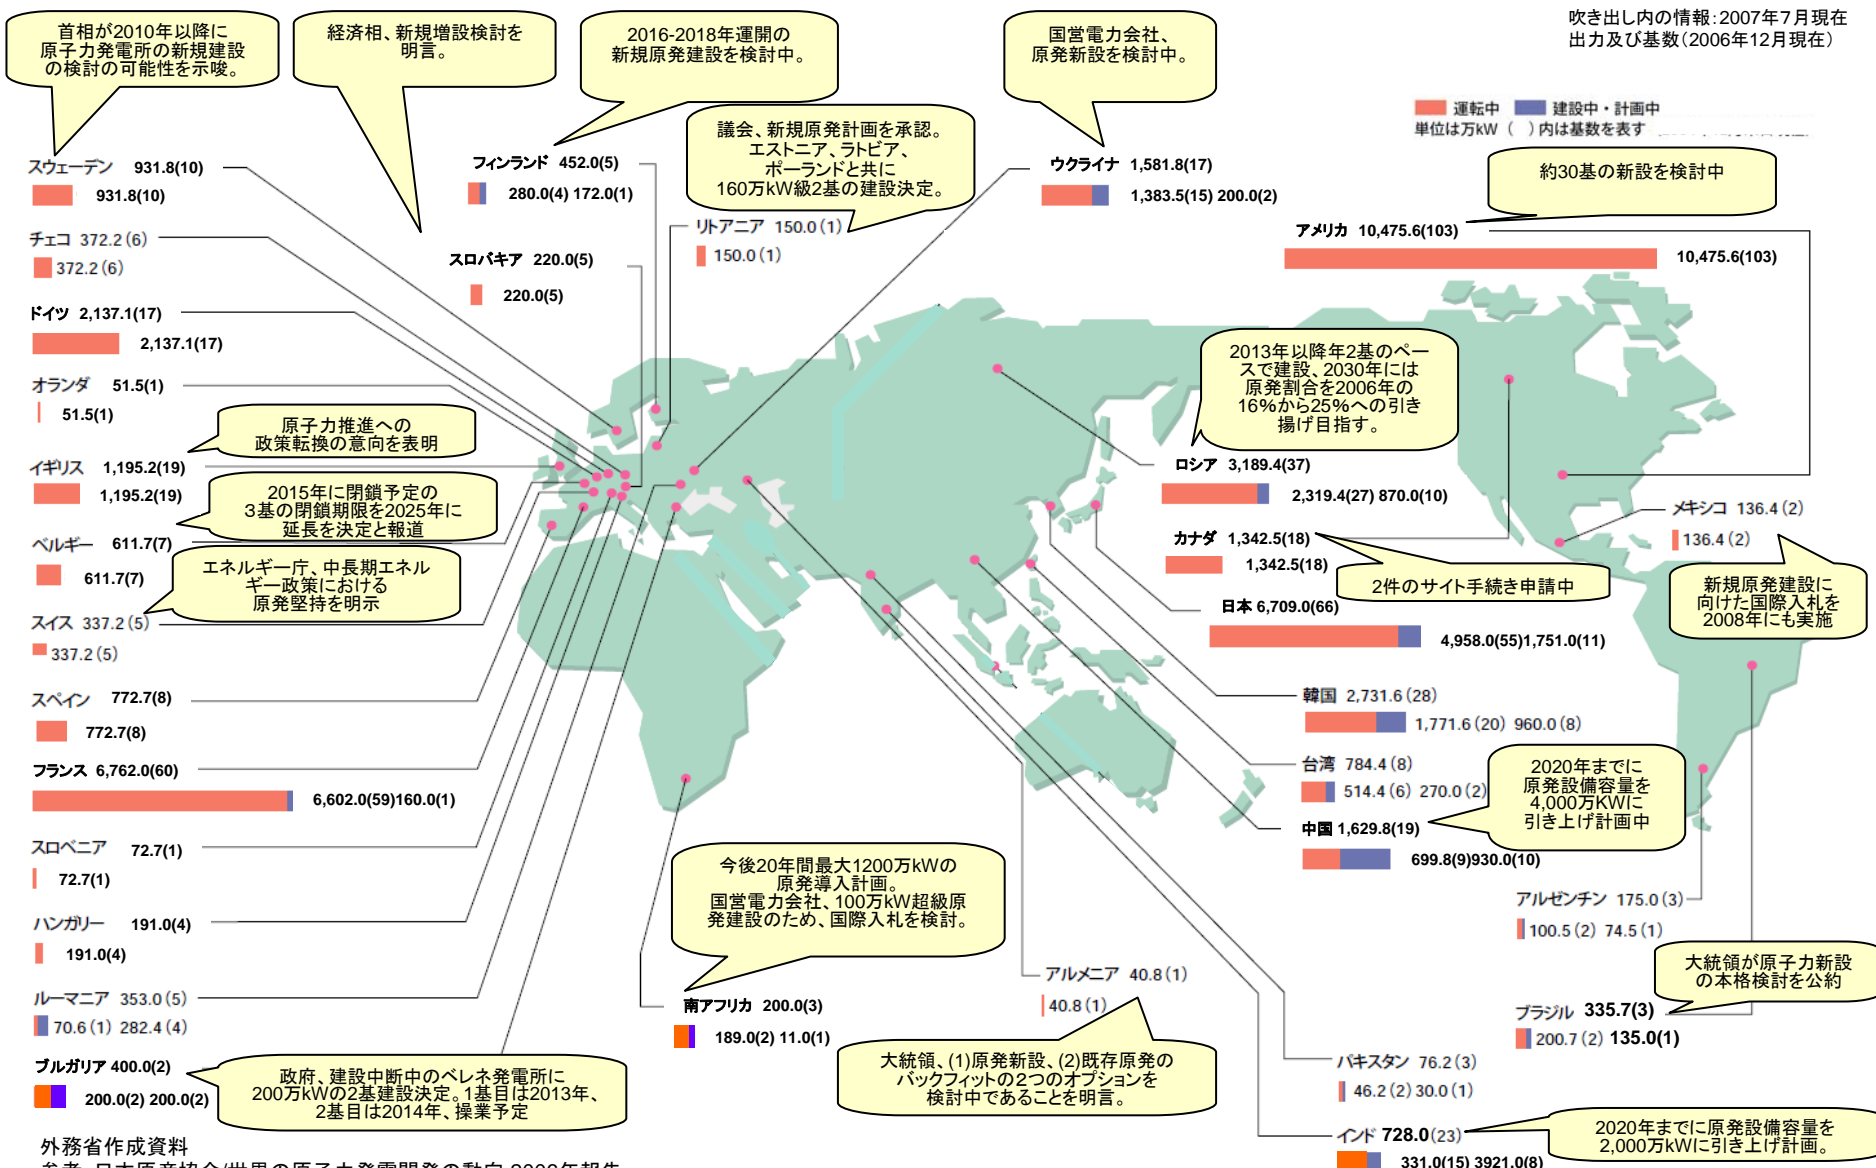 吹き出し内の情報：2007年７月現在
出力及び基数（2006年12月現在）
運転中　建設中・計画中
単位は万kW（　）内は基数を表す
首相が2010年以降に
原子力発電所の新規建設
の検討の可能性を示唆。
経済相、新規増設検討を
明言。
2016-2018年運開の
新規原発建設を検討中。
国営電力会社、
原発新設を検討中。
議会、新規原発計画を承認。
エストニア、ラトビア、
ポーランドと共に
160万kW級2基の建設決定。
約30基の新設を検討中
スウェーデン 931.8(10)
931.8(10)
チェコ 372.2(6)
372.2(6)
ドイツ 2,137.1(17)
2,137.1(17)
オランダ 51.5(1)
51.5(1)
原子力推進への
政策転換の意向を表明
イギリス 1,195.2(19)
1,195.2(19)
2015年に閉鎖予定の
３基の閉鎖期限を2025年に
延長を決定と報道
ベルギー 611.7(7)
611.7(7)
エネルギー庁、中長期エネル
ギー政策における
原発堅持を明示
スイス 337.2(5)
337.2(5)
スペイン 772.7(8)
772.7(8)
フランス 6,762.0(60)
6,602.0(59)160.0(1)
スロベニア 72.7(1)
72.7(1)
ハンガリー 191.0(4)
191.0(4)
ルーマニア 353.0(5)
70.6(1) 282.4(4)
ブルガリア 400.0(2)
200.0(2) 200.0(2)
政府、建設中断中のベレネ発電所に
200万kWの2基建設決定。1基目は2013年、
2基目は2014年、操業予定
フィンランド 452.0(5)
280.0(4) 172.0(1)
スロバキア 220.0(5)
220.0(5)
リトアニア 150.0(1)
150.0(1)
ウクライナ 1,581.8(17)
1,383.5(15) 200.0(2)
アメリカ 10,475.6(103)
10,475.6(103)
2013年以降年2基のペー
スで建設、2030年には
原発割合を2006年の
16%から25%への引き
揚げ目指す。
ロシア 3,189.4(37)
2,319.4(27) 870.0(10)
カナダ 1,342.5(18)
1,342.5(18)
2件のサイト手続き申請中
メキシコ 136.4(2)
136.4(2)
新規原発建設に
向けた国際入札を
2008年にも実施
日本 6,709.0(66)
4,958.0(55)1,751.0(11)
韓国 2,731.6(28)
1,771.6(20) 960.0(8)
台湾 784.4(8)
514.4(6) 270.0(2)
2020年までに
原発設備容量を
4,000万KWに
引き上げ計画中
中国 1,629.8(19)
699.8(9)930.0(10)
今後20年間最大1200万kWの
原発導入計画。
国営電力会社、100万kW超級原
発建設のため、国際入札を検討。
南アフリカ 200.0(3)
189.0(2) 11.0(1)
アルメニア 40.8(1)
40.8(1)
大統領、(1)原発新設、(2)既存原発の
バックフィットの２つのオプションを
検討中であることを明言。
アルゼンチン 175.0(3)
100.5(2) 74.5(1)
大統領が原子力新設
の本格検討を公約
ブラジル 335.7(3)
200.7(2) 135.0(1)
パキスタン 76.2(3)
46.2(2) 30.0(1)
インド 728.0(23)
331.0(15) 3921.0(8)
2020年までに原発設備容量を
2,000万kWに引き上げ計画。
外務省作成資料
参考 日本原産協会/世界の原子力発電開発の動向 2006年報告